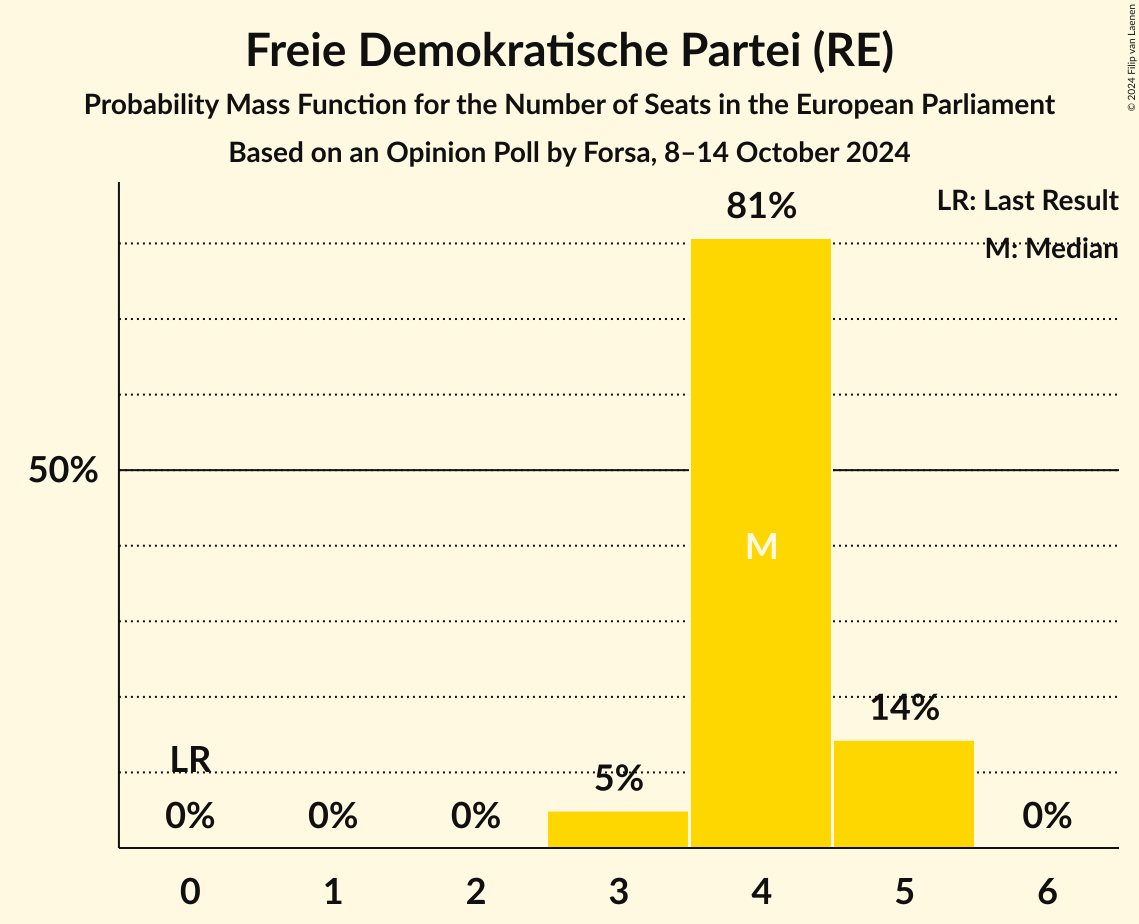 Freie Demokratische Partei (RE)
Probability Mass Function for the Number of Seats in the European Parliament
Based on an Opinion Poll by Forsa, 8–14 October 2024
© 2024 Filip van Laenen
LR: Last Result
M: Median
81%
50%
M
14%
LR
5%
0%
0%
0%
0%
0
1
2
3
4
5
6